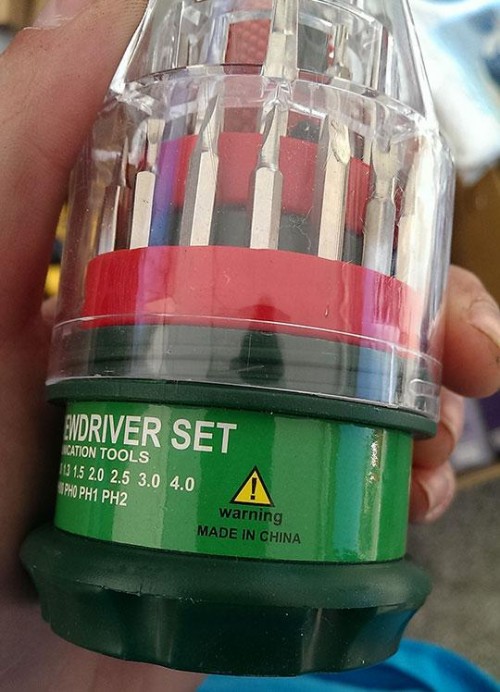 EWDRIVER SET
NICATION TOOLS
1.3 1.5 2.0 2.5 3.0 4.0
PH0 PH1 PH2
warning
MADE IN CHINA